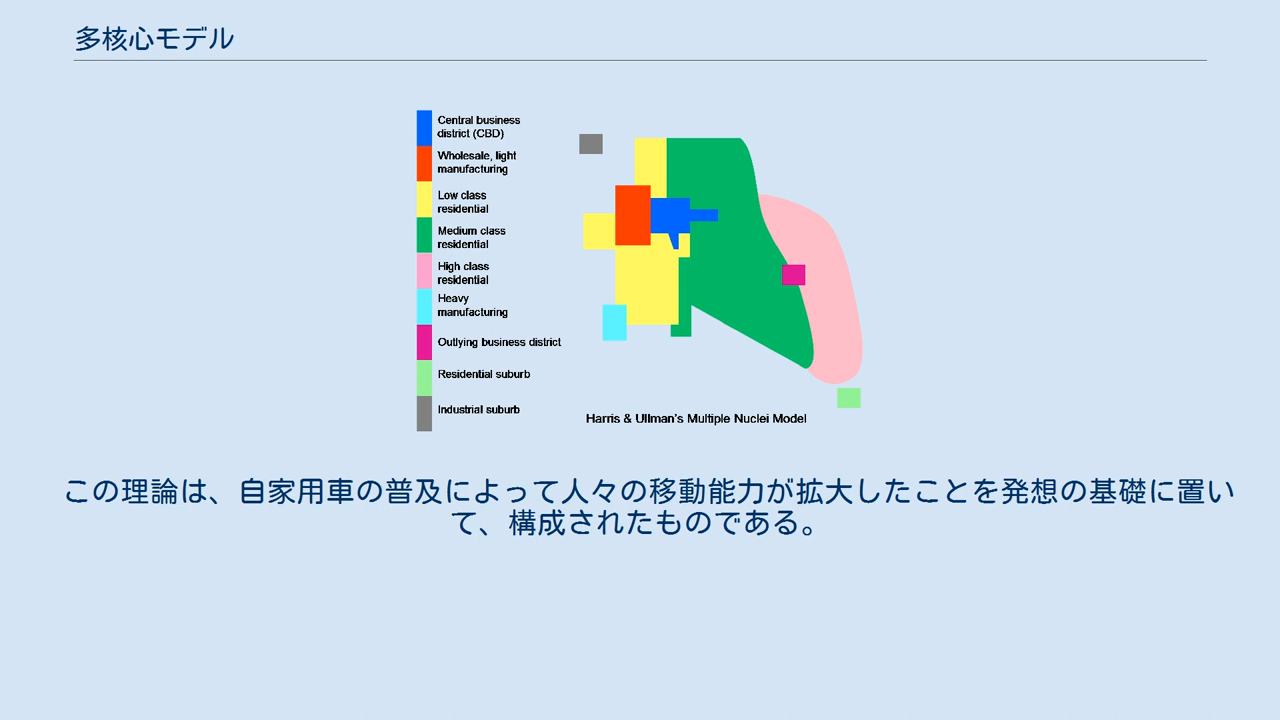 多核心モデル
Central business
district (CBD)
Wholesale, light
manufacturing
Low class
residential
Medium class
residential
High class
residential
Heavy
manufacturing
Outlying business district
Residential suburb
Industrial suburb
Harris & Ullman's Multiple Nuclei Model
この理論は、自家用車の普及によって人々の移動能力が拡大したことを発想の基礎に置い
て、構成されたものである。